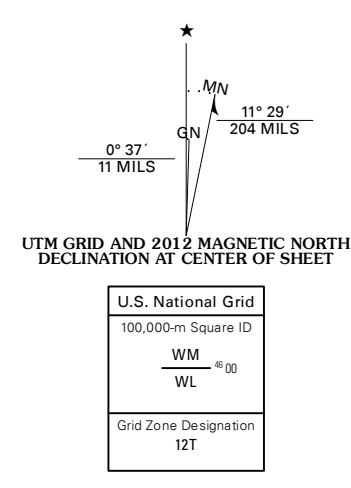 ★
MN
11° 29´
204 MILS
GN
0° 37´
11 MILS
UTM GRID AND 2012 MAGNETIC NORTH
DECLINATION AT CENTER OF SHEET
U.S. National Grid
100,000-m Square ID
WM
46 00
WL
Grid Zone Designation
12T